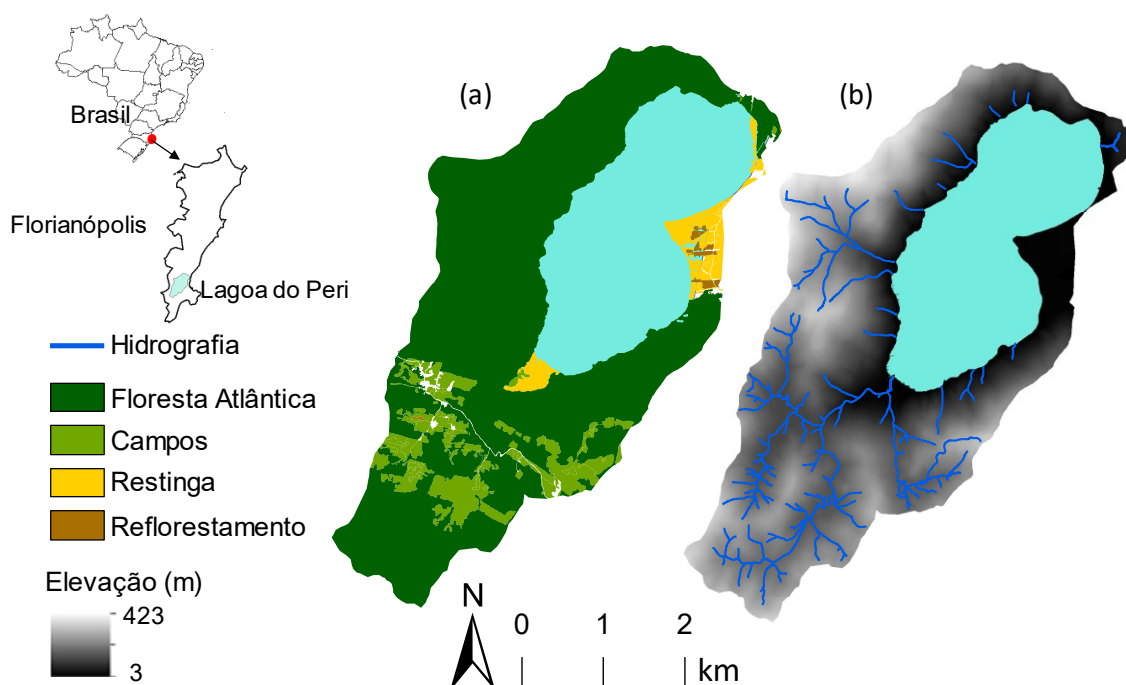 Brasil
Florianópolis
Lagoa do Peri
Hidrografia
Floresta Atlântica
Campos
Restinga
Reflorestamento
Elevação (m)
423
3
(a)
(b)
N
0 1 2
km